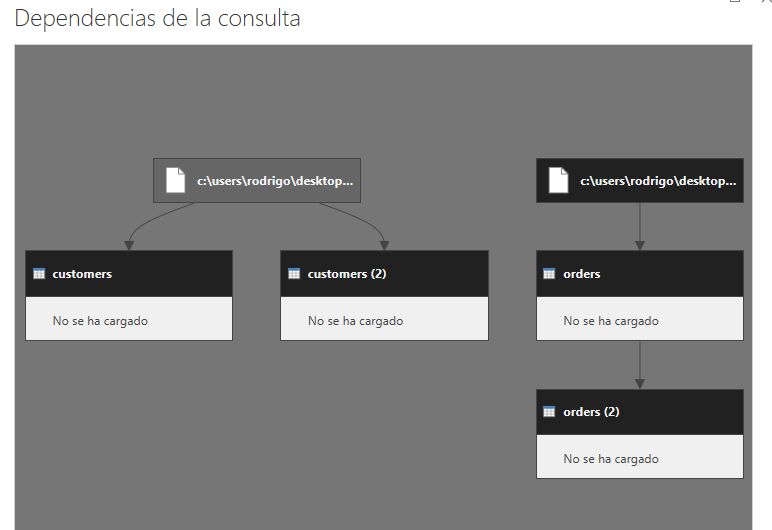 Dependencias de la consulta
c:\users\rodrigo\desktop...
c:\users\rodrigo\desktop...
customers
No se ha cargado
customers (2)
No se ha cargado
orders
No se ha cargado
orders (2)
No se ha cargado